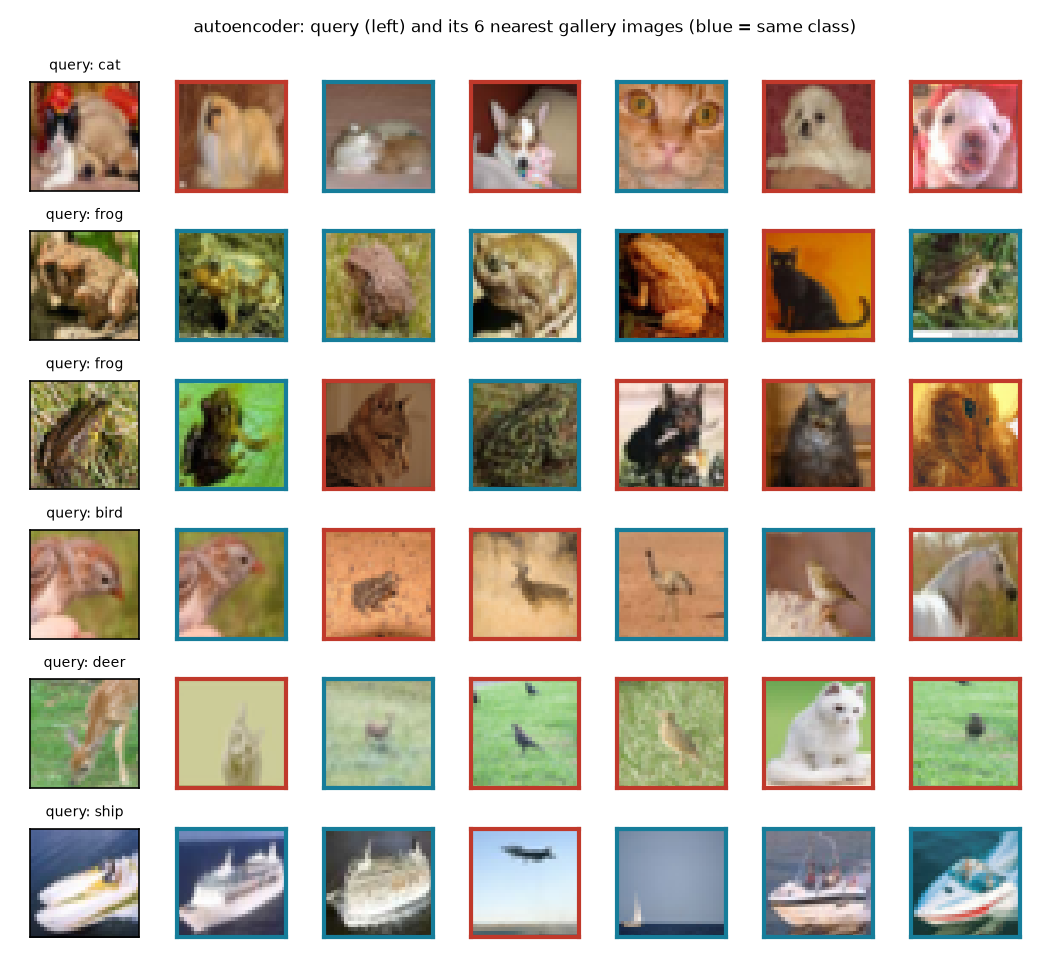 autoencoder: query (left) and its 6 nearest gallery images (blue = same class)
query: cat
query: frog
query: frog
query: bird
query: deer
query: ship